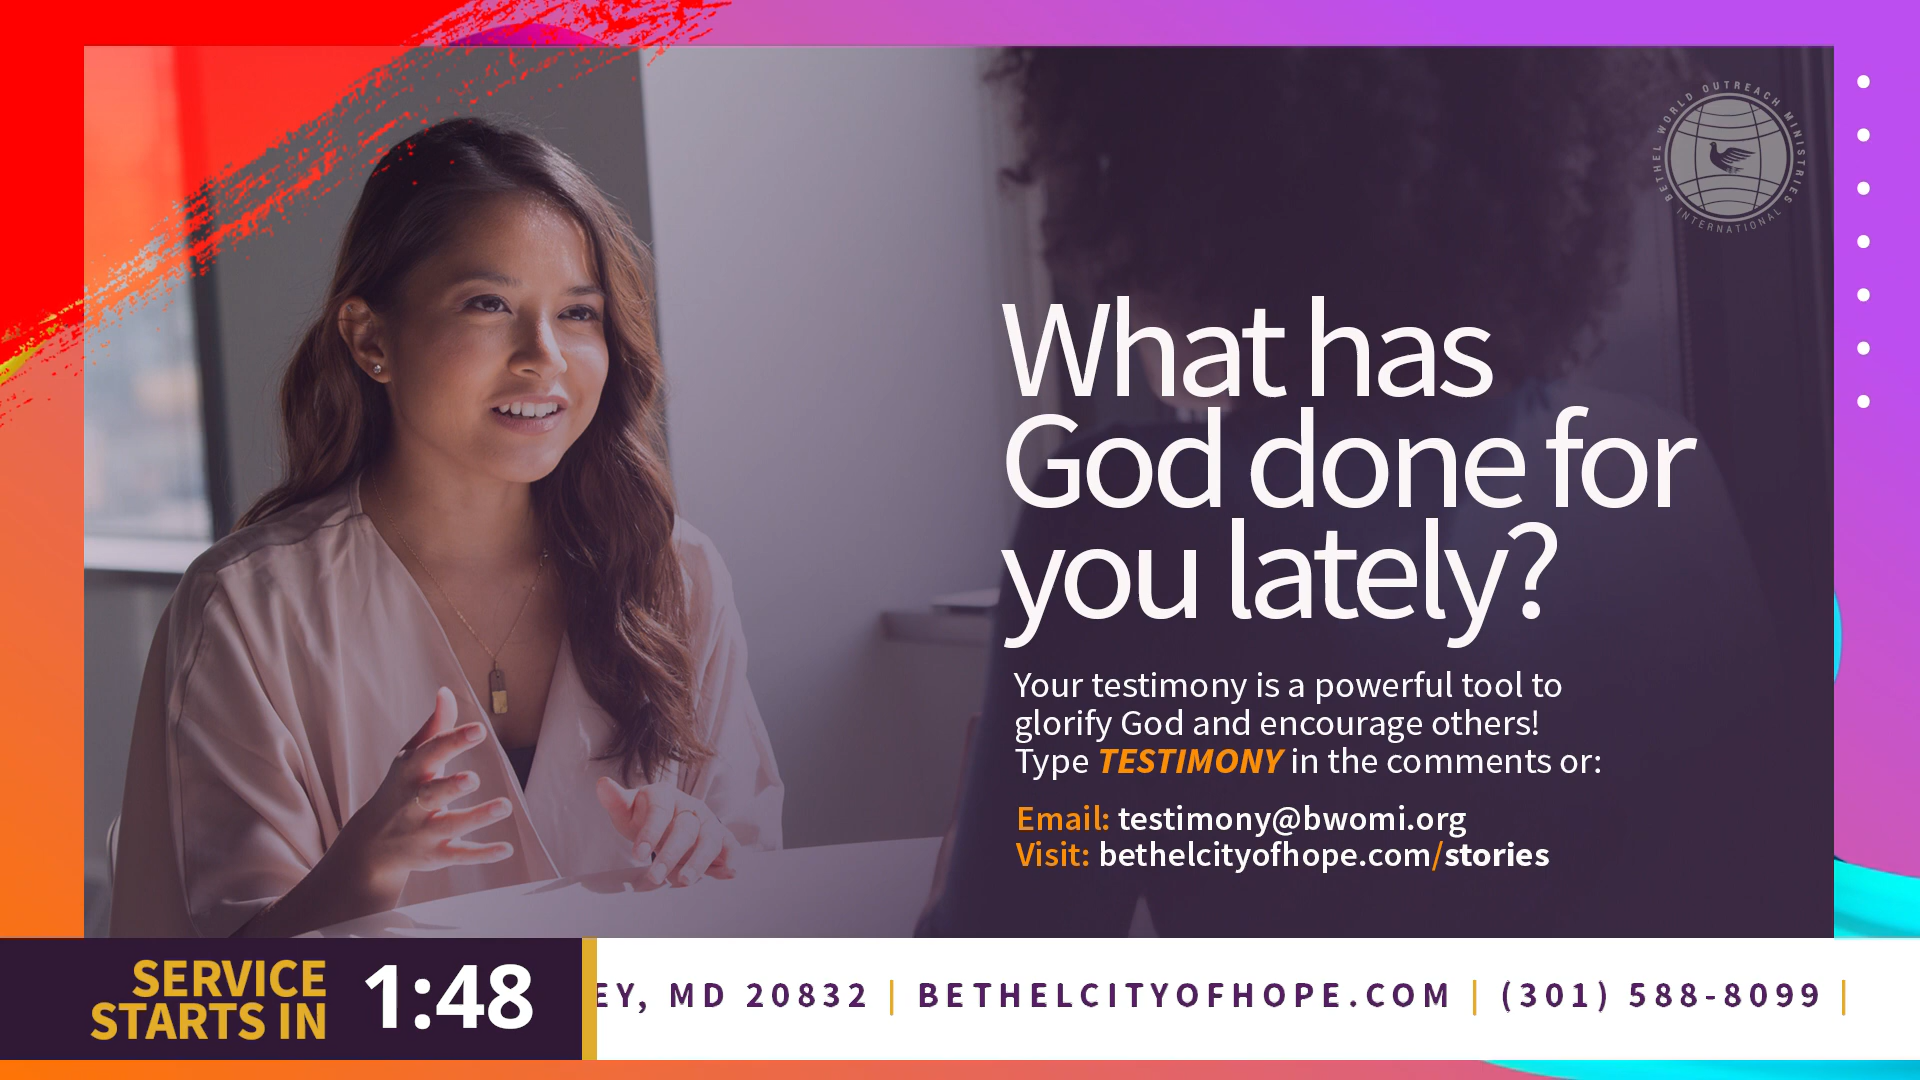 BETHEL WORLD OUTREACH MINISTRIES
INTERNATIONAL
What has
God done for
you lately?
Your testimony is a powerful tool to
glorify God and encourage others!
Type TESTIMONY in the comments or:
Email: testimony@bwomi.org
Visit: bethelcityofhope.com/stories
SERVICE
STARTS IN
1:48
EY, MD 20832 | BETHELCITYOFHOPE.COM | (301) 588-8099 |